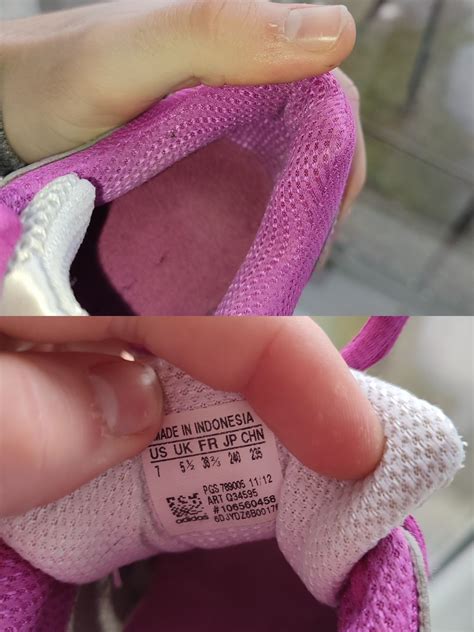 MADE IN INDONESIA
US UK FR JP CHN
7 5½ 38⅔ 240 235
PGS 789005 11/12
ART Q34595
#106560458
adidas